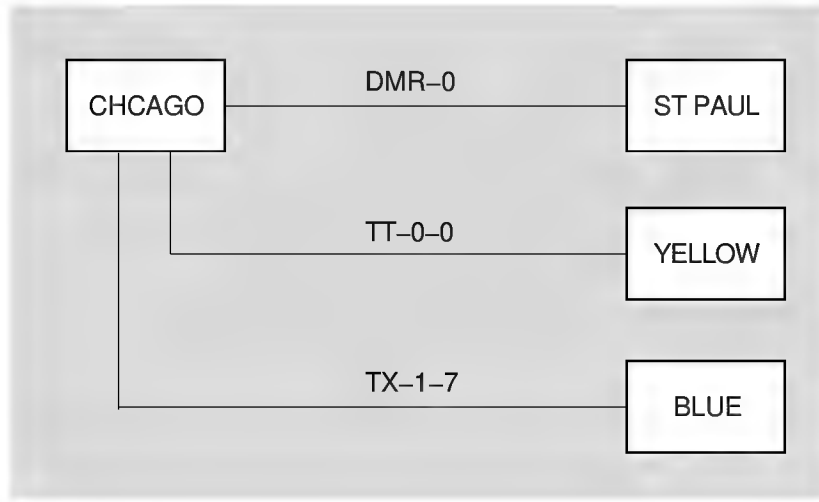 DMR–0
CHCAGO
ST PAUL
TT–0–0
YELLOW
TX–1–7
BLUE